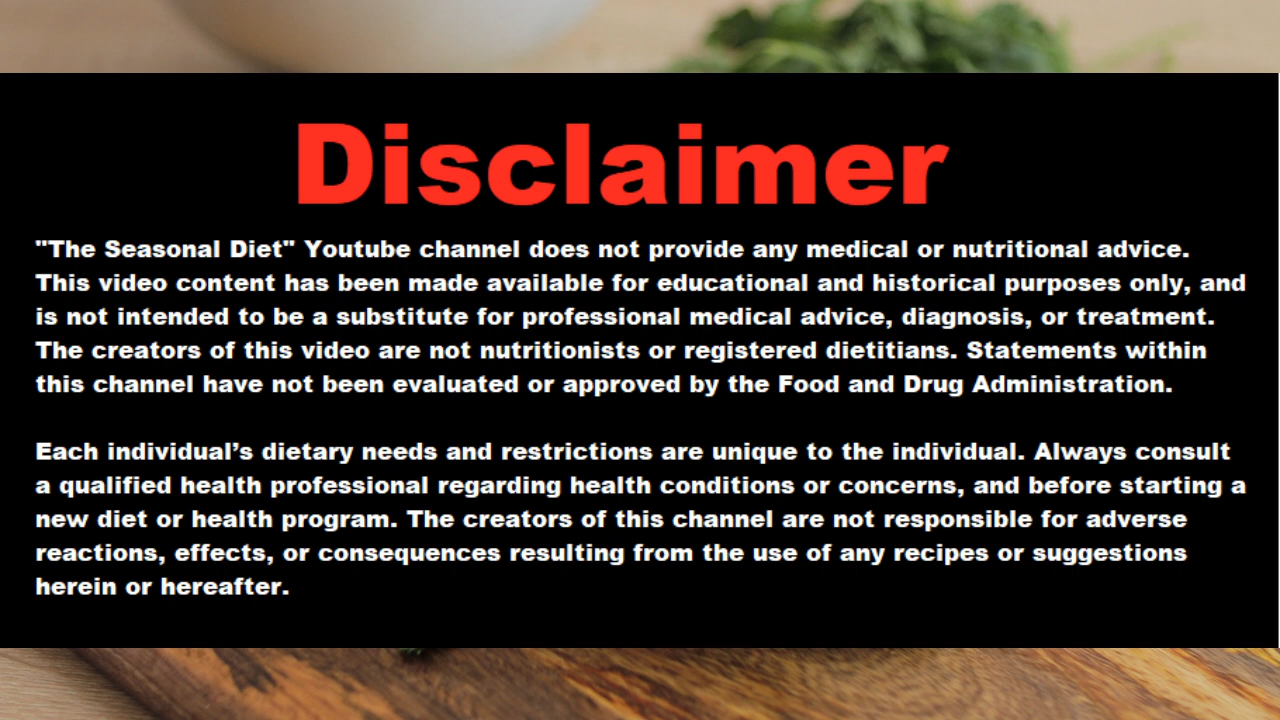 Disclaimer
"The Seasonal Diet" Youtube channel does not provide any medical or nutritional advice.
This video content has been made available for educational and historical purposes only, and
is not intended to be a substitute for professional medical advice, diagnosis, or treatment.
The creators of this video are not nutritionists or registered dietitians. Statements within
this channel have not been evaluated or approved by the Food and Drug Administration.
Each individual’s dietary needs and restrictions are unique to the individual. Always consult
a qualified health professional regarding health conditions or concerns, and before starting a
new diet or health program. The creators of this channel are not responsible for adverse
reactions, effects, or consequences resulting from the use of any recipes or suggestions
herein or hereafter.